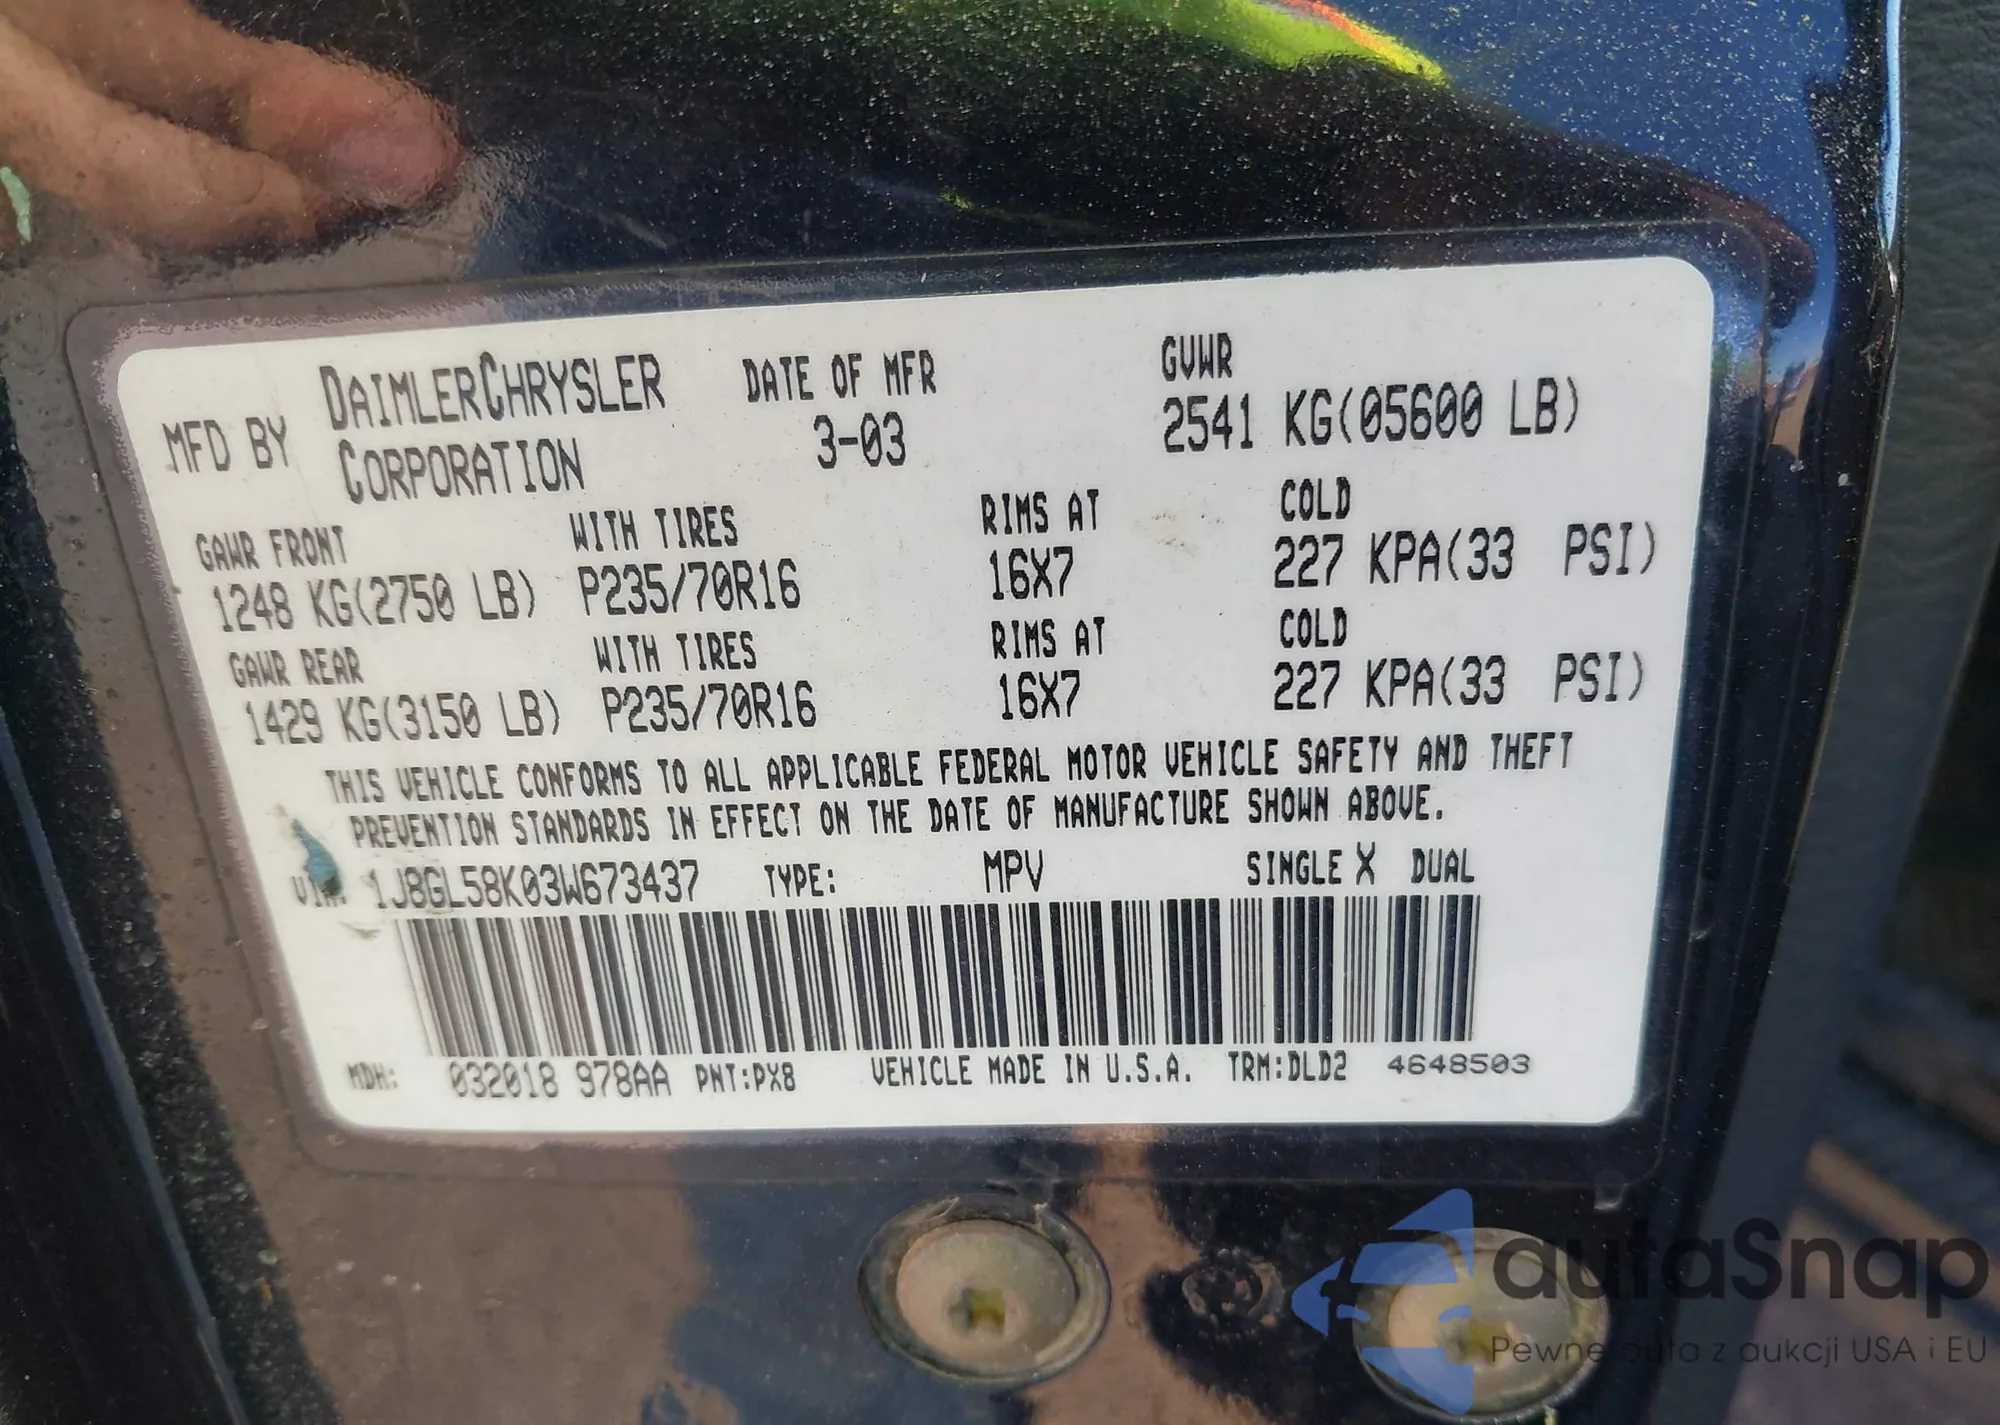 MFD BY DAIMLERCHRYSLER CORPORATION
DATE OF MFR
3-03
GVWR
2541 KG(05600 LB)
GAWR FRONT WITH TIRES RIMS AT COLD
1248 KG(2750 LB) P235/70R16 16X7 227 KPA(33 PSI)
GAWR REAR WITH TIRES RIMS AT COLD
1429 KG(3150 LB) P235/70R16 16X7 227 KPA(33 PSI)
THIS VEHICLE CONFORMS TO ALL APPLICABLE FEDERAL MOTOR VEHICLE SAFETY AND THEFT
PREVENTION STANDARDS IN EFFECT ON THE DATE OF MANUFACTURE SHOWN ABOVE.
VIN: 1J8GL58K03W673437 TYPE: MPV SINGLE X DUAL
MDH: 032018 978AA PNT:PX8 VEHICLE MADE IN U.S.A. TRM:DLD2 4648503
autaSnap
Pewne auta z aukcji USA i EU